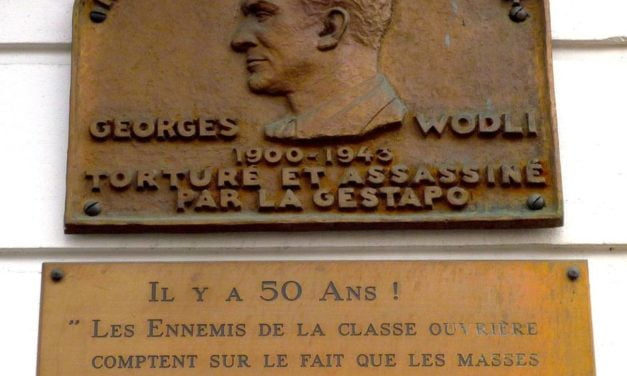 GEORGES WODLI
1900-1943
TORTURÉ ET ASSASSINÉ
PAR LA GESTAPO
IL Y A 50 ANS !
" LES ENNEMIS DE LA CLASSE OUVRIÈRE
COMPTENT SUR LE FAIT QUE LES MASSES